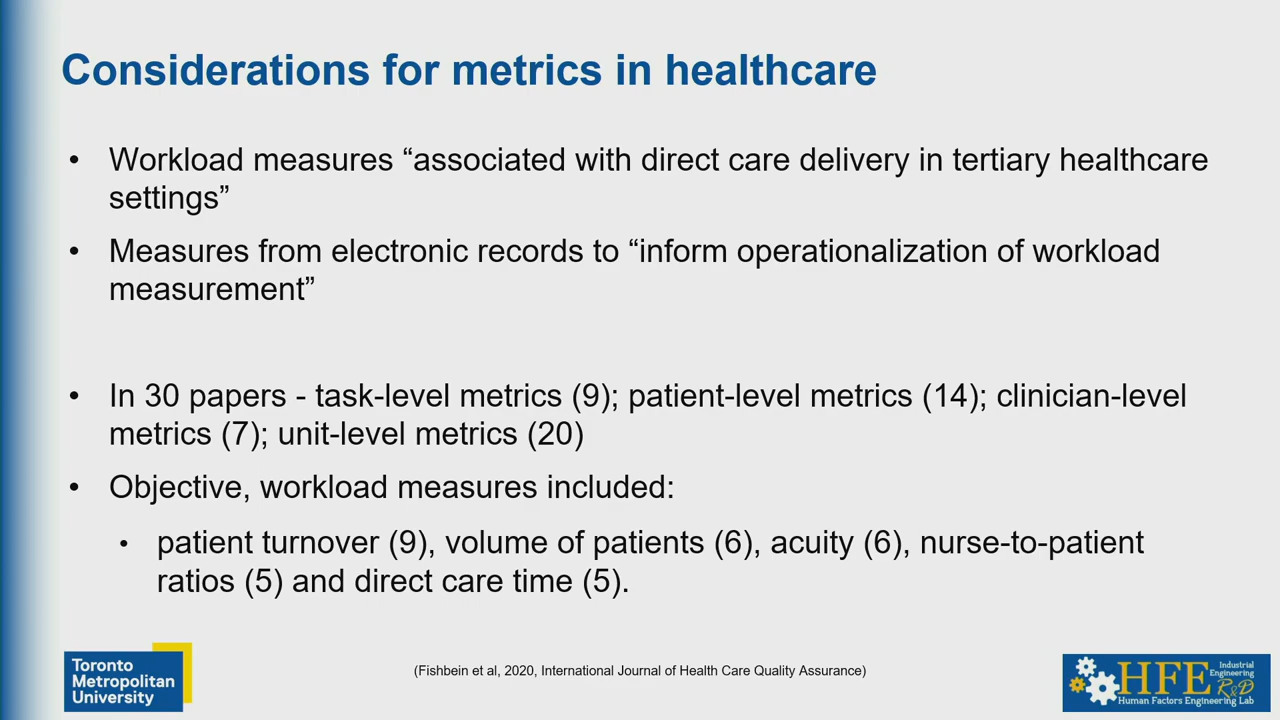 Considerations for metrics in healthcare
• Workload measures “associated with direct care delivery in tertiary healthcare
settings”
• Measures from electronic records to “inform operationalization of workload
measurement”
• In 30 papers - task-level metrics (9); patient-level metrics (14); clinician-level
metrics (7); unit-level metrics (20)
• Objective, workload measures included:
• patient turnover (9), volume of patients (6), acuity (6), nurse-to-patient
ratios (5) and direct care time (5).
Toronto
Metropolitan
University
(Fishbein et al, 2020, International Journal of Health Care Quality Assurance)
HFE
Industrial
Engineering
R&D
Human Factors Engineering Lab